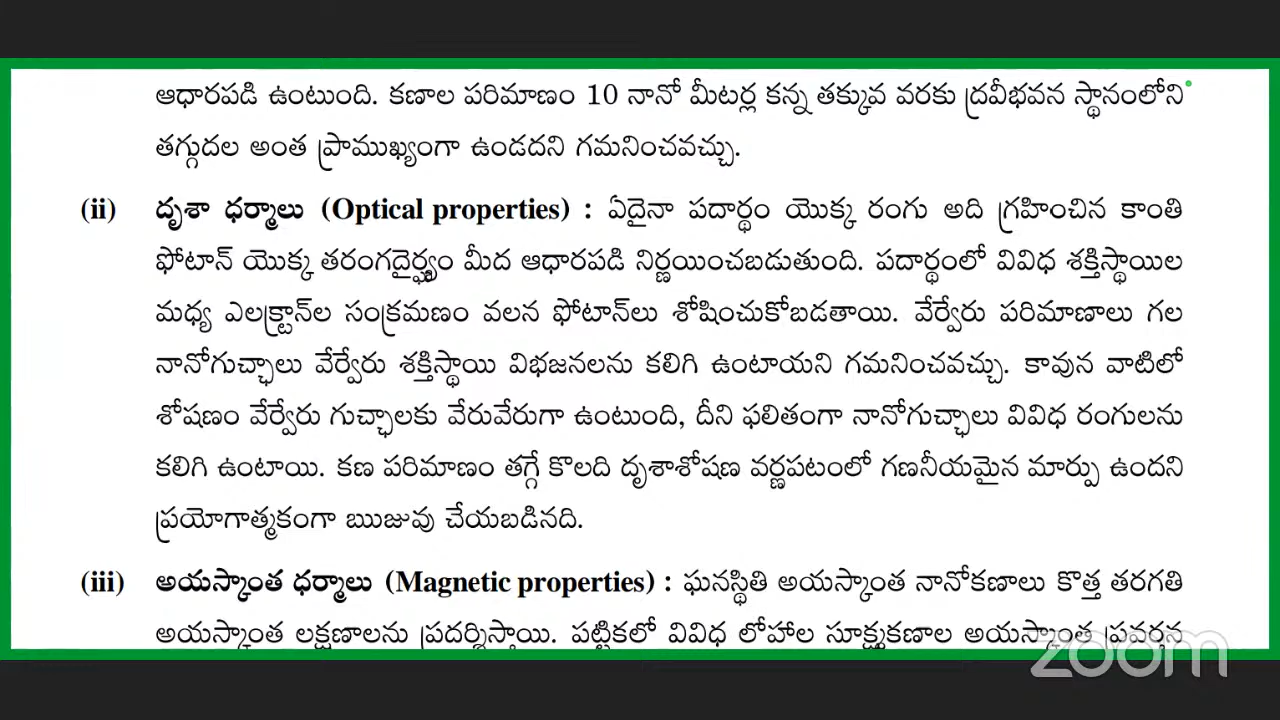 ఆధారపడి ఉంటుంది. కణాల పరిమాణం 10 నానో మీటర్ల కన్న తక్కువ వరకు ద్రవీభవన స్థానంలోని
తగ్గుదల అంత ప్రాముఖ్యంగా ఉండదని గమనించవచ్చు.
(ii) దృశా ధర్మాలు (Optical properties) : ఏదైనా పదార్థం యొక్క రంగు అది గ్రహించిన కాంతి
ఫోటాన్ యొక్క తరంగదైర్ఘ్యం మీద ఆధారపడి నిర్ణయించబడుతుంది. పదార్థంలో వివిధ శక్తిస్థాయిల
మధ్య ఎలక్ట్రాన్‌ల సంక్రమణం వలన ఫోటాన్‌లు శోషించుకోబడతాయి. వేర్వేరు పరిమాణాలు గల
నానోగుచ్ఛాలు వేర్వేరు శక్తిస్థాయి విభజనలను కలిగి ఉంటాయని గమనించవచ్చు. కావున వాటిలో
శోషణం వేర్వేరు గుచ్ఛాలకు వేరువేరుగా ఉంటుంది, దీని ఫలితంగా నానోగుచ్ఛాలు వివిధ రంగులను
కలిగి ఉంటాయి. కణ పరిమాణం తగ్గే కొలది దృశాశోషణ వర్ణపటంలో గణనీయమైన మార్పు ఉందని
ప్రయోగాత్మకంగా ఋజువు చేయబడినది.
(iii) అయస్కాంత ధర్మాలు (Magnetic properties) : ఘనస్థితి అయస్కాంత నానోకణాలు కొత్త తరగతి
అయస్కాంత లక్షణాలను ప్రదర్శిస్తాయి. పట్టికలో వివిధ లోహాల సూక్ష్మకణాల అయస్కాంత ప్రవర్తన
zoom